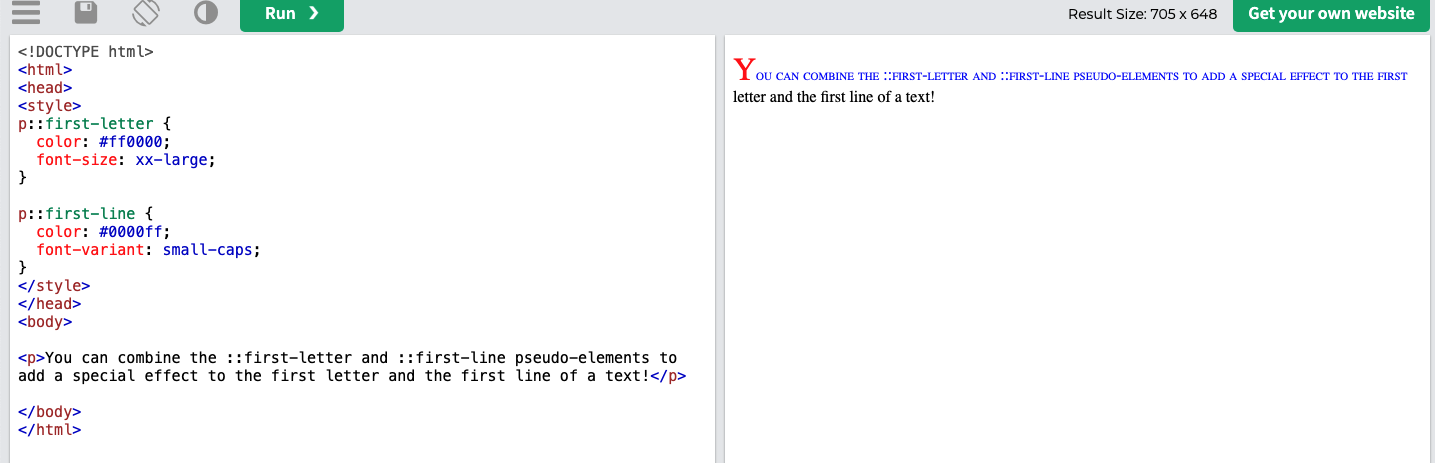 Run ❯
Result Size: 705 x 648
Get your own website
<!DOCTYPE html>
<html>
<head>
<style>
p::first-letter {
  color: #ff0000;
  font-size: xx-large;
}

p::first-line {
  color: #0000ff;
  font-variant: small-caps;
}
</style>
</head>
<body>

<p>You can combine the ::first-letter and ::first-line pseudo-elements to
add a special effect to the first letter and the first line of a text!</p>

</body>
</html>
You can combine the ::first-letter and ::first-line pseudo-elements to add a special effect to the first
letter and the first line of a text!